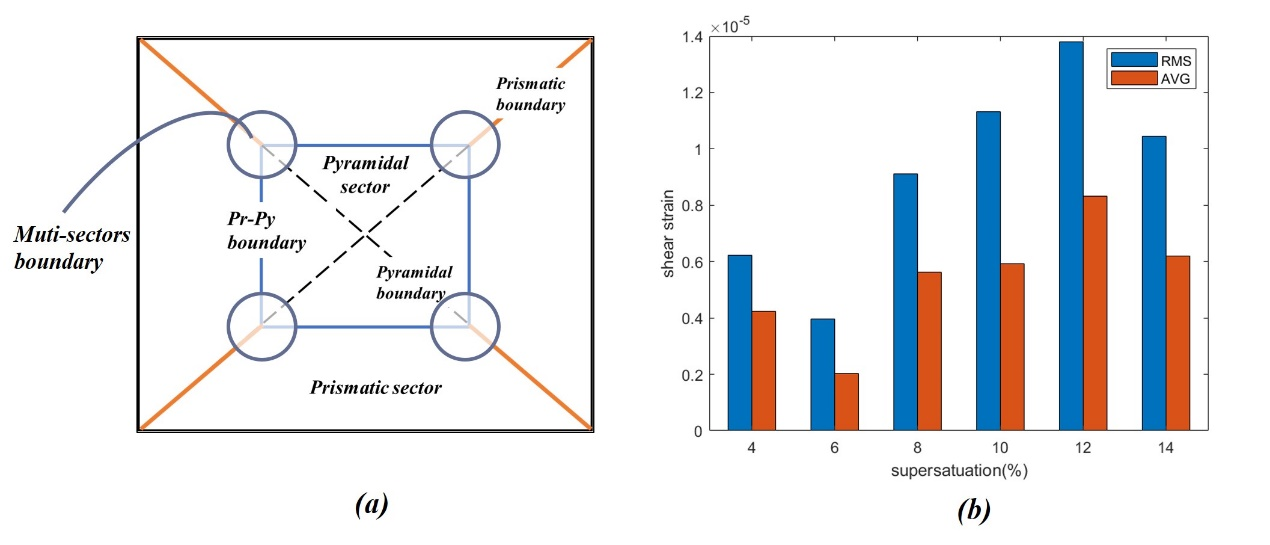 Prismatic
boundary
Pyramidal
sector
Pr-Py
boundary
Muti-sectors
boundary
Pyramidal
boundary
Prismatic sector
(a)
×10-5
1.4
1.2
1
0.8
0.6
0.4
0.2
0
shear strain
RMS
AVG
4 6 8 10 12 14
supersatuation(%)
(b)